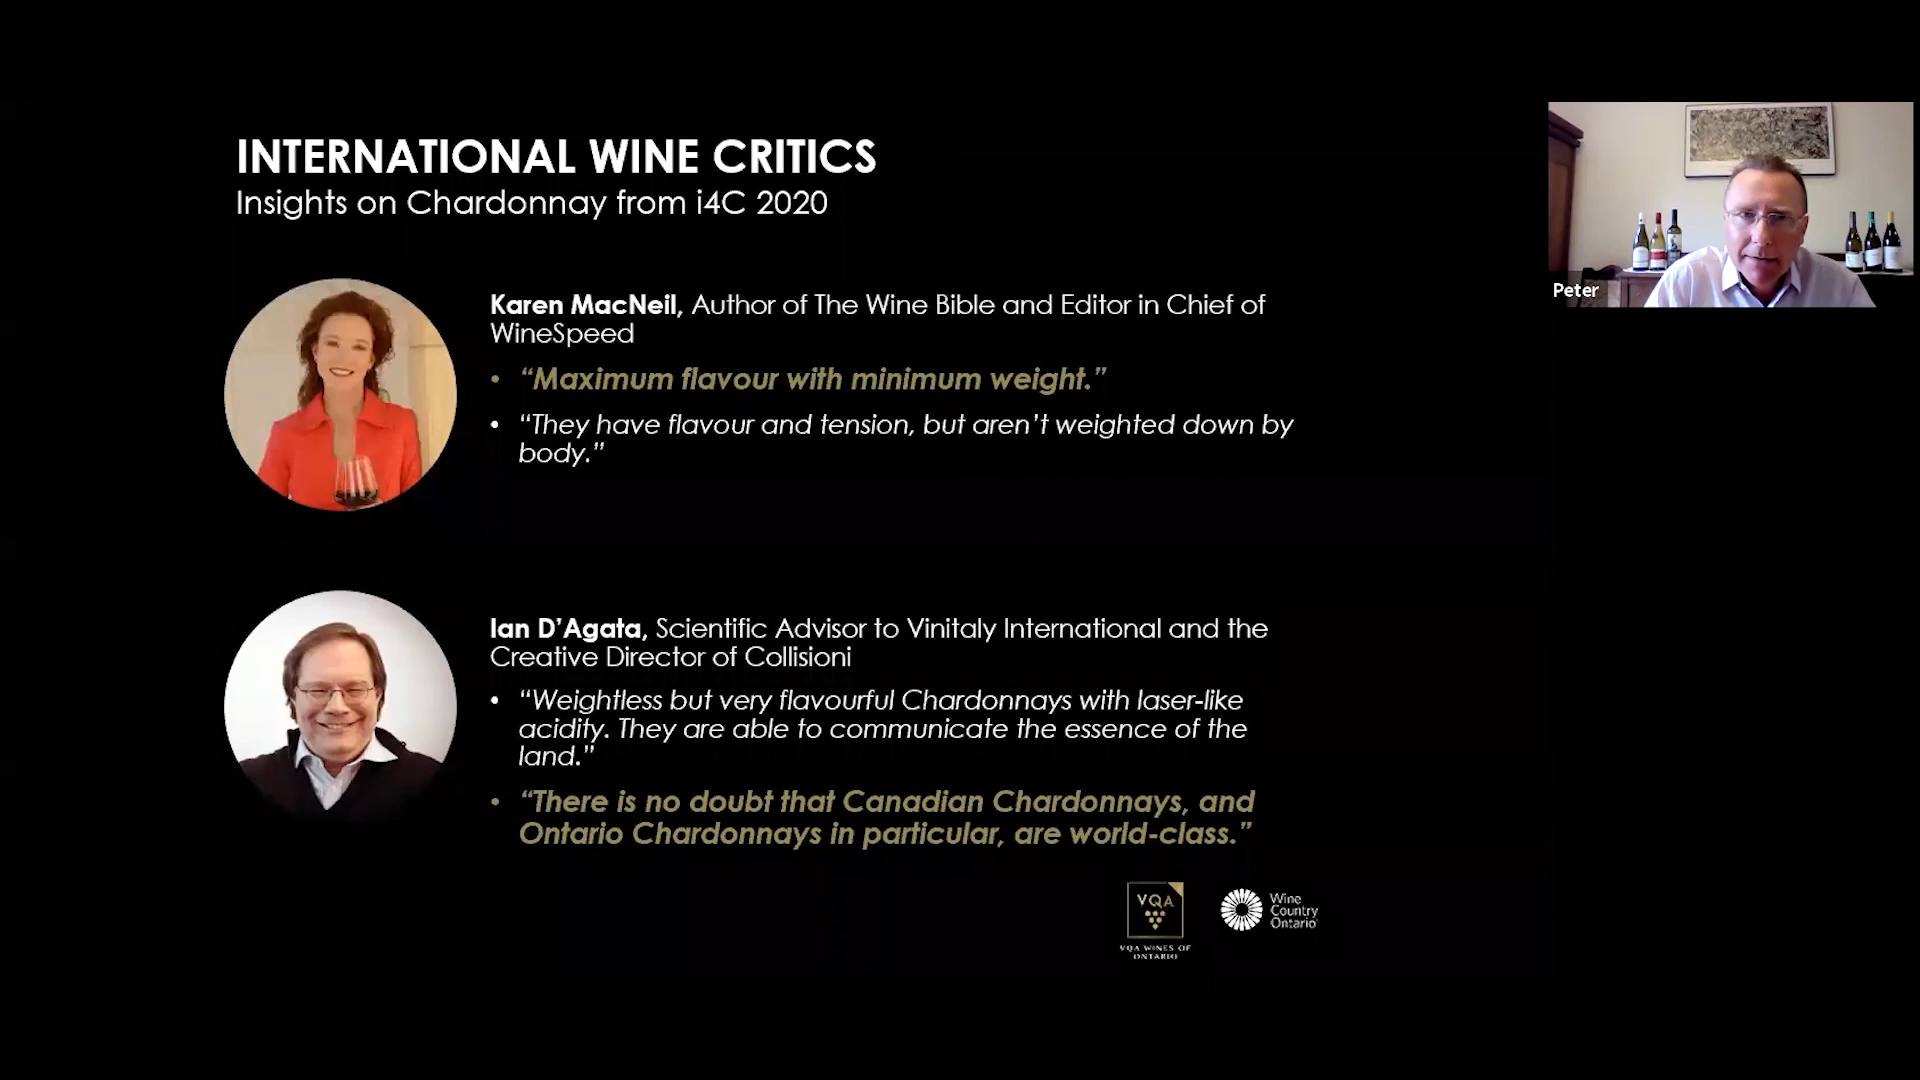 INTERNATIONAL WINE CRITICS
Insights on Chardonnay from i4C 2020
Peter
Karen MacNeil, Author of The Wine Bible and Editor in Chief of
WineSpeed
• “Maximum flavour with minimum weight.”
• “They have flavour and tension, but aren’t weighted down by
body.”
Ian D’Agata, Scientific Advisor to Vinitaly International and the
Creative Director of Collisioni
• “Weightless but very flavourful Chardonnays with laser-like
acidity. They are able to communicate the essence of the
land.”
• “There is no doubt that Canadian Chardonnays, and
Ontario Chardonnays in particular, are world-class.”
VQA
VQA WINES OF
ONTARIO
Wine
Country
Ontario